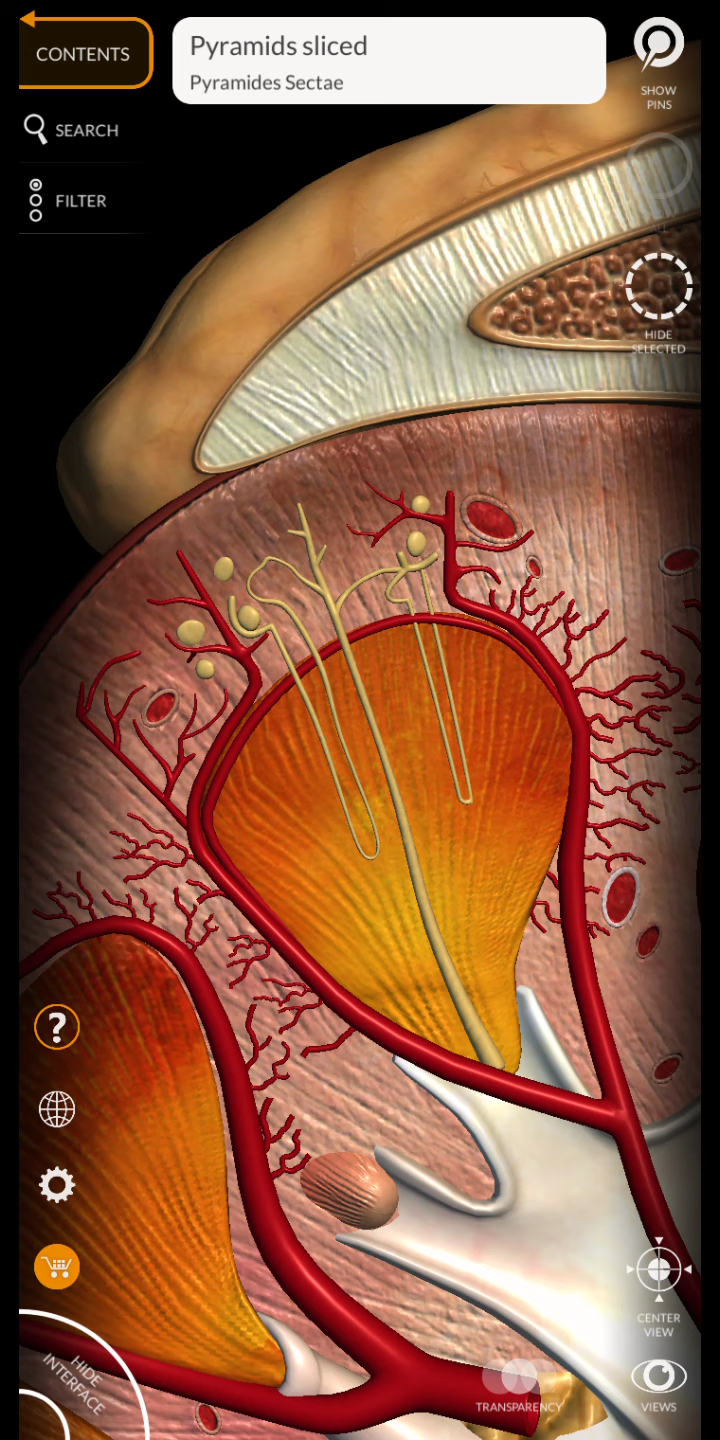 CONTENTS
Pyramids sliced
Pyramides Sectae
SHOW
PINS
SEARCH
FILTER
HIDE
SELECTED
?
HIDE
INTERFACE
CENTER
VIEW
TRANSPARENCY
VIEWS